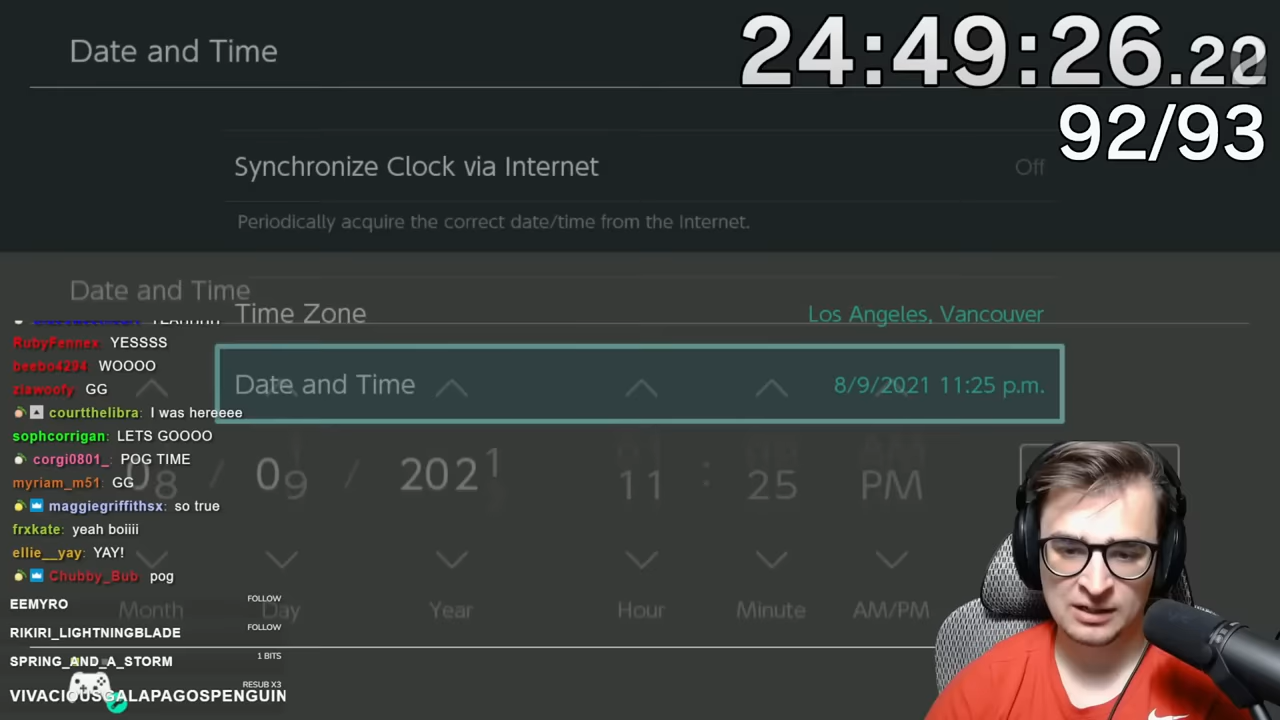 Date and Time
24:49:26.22
92/93
Synchronize Clock via Internet Off
Periodically acquire the correct date/time from the Internet.
Date and Time
Time Zone Los Angeles, Vancouver
Date and Time 8/9/2021 11:25 p.m.
08 / 09 / 2021 11 : 25 PM
Month Day Year Hour Minute AM/PM
RubyFennex YESSSS
beebo4294 WOOOO
ziawoofy GG
courtthelibra: I was hereeee
sophcorrigan: LETS GOOOO
corgi0801_: POG TIME
myriam_m51: GG
maggiegriffithsx: so true
frxkate: yeah boiiii
ellie__yay: YAY!
Chubby_Bub pog
EEMYRO FOLLOW
RIKIRI_LIGHTNINGBLADE FOLLOW
SPRING_AND_A_STORM 1 BITS
VIVACIOUSGALAPAGOSPENGUIN RESUB X3